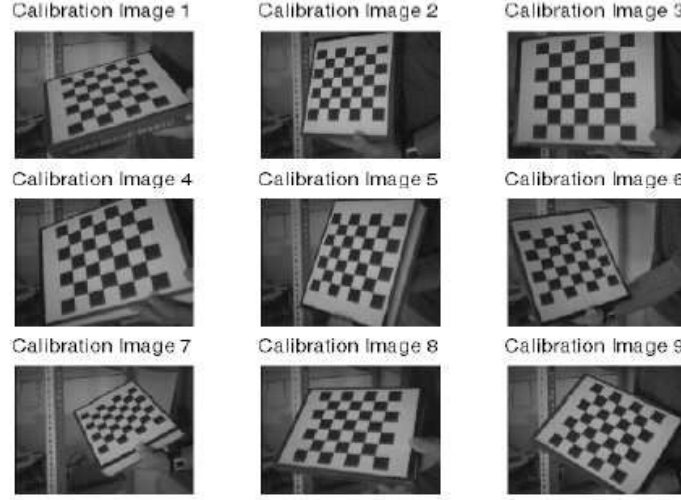 Calibration Image 1
Calibration Image 2
Calibration Image 3
Calibration Image 4
Calibration Image 5
Calibration Image 6
Calibration Image 7
Calibration Image 8
Calibration Image 9